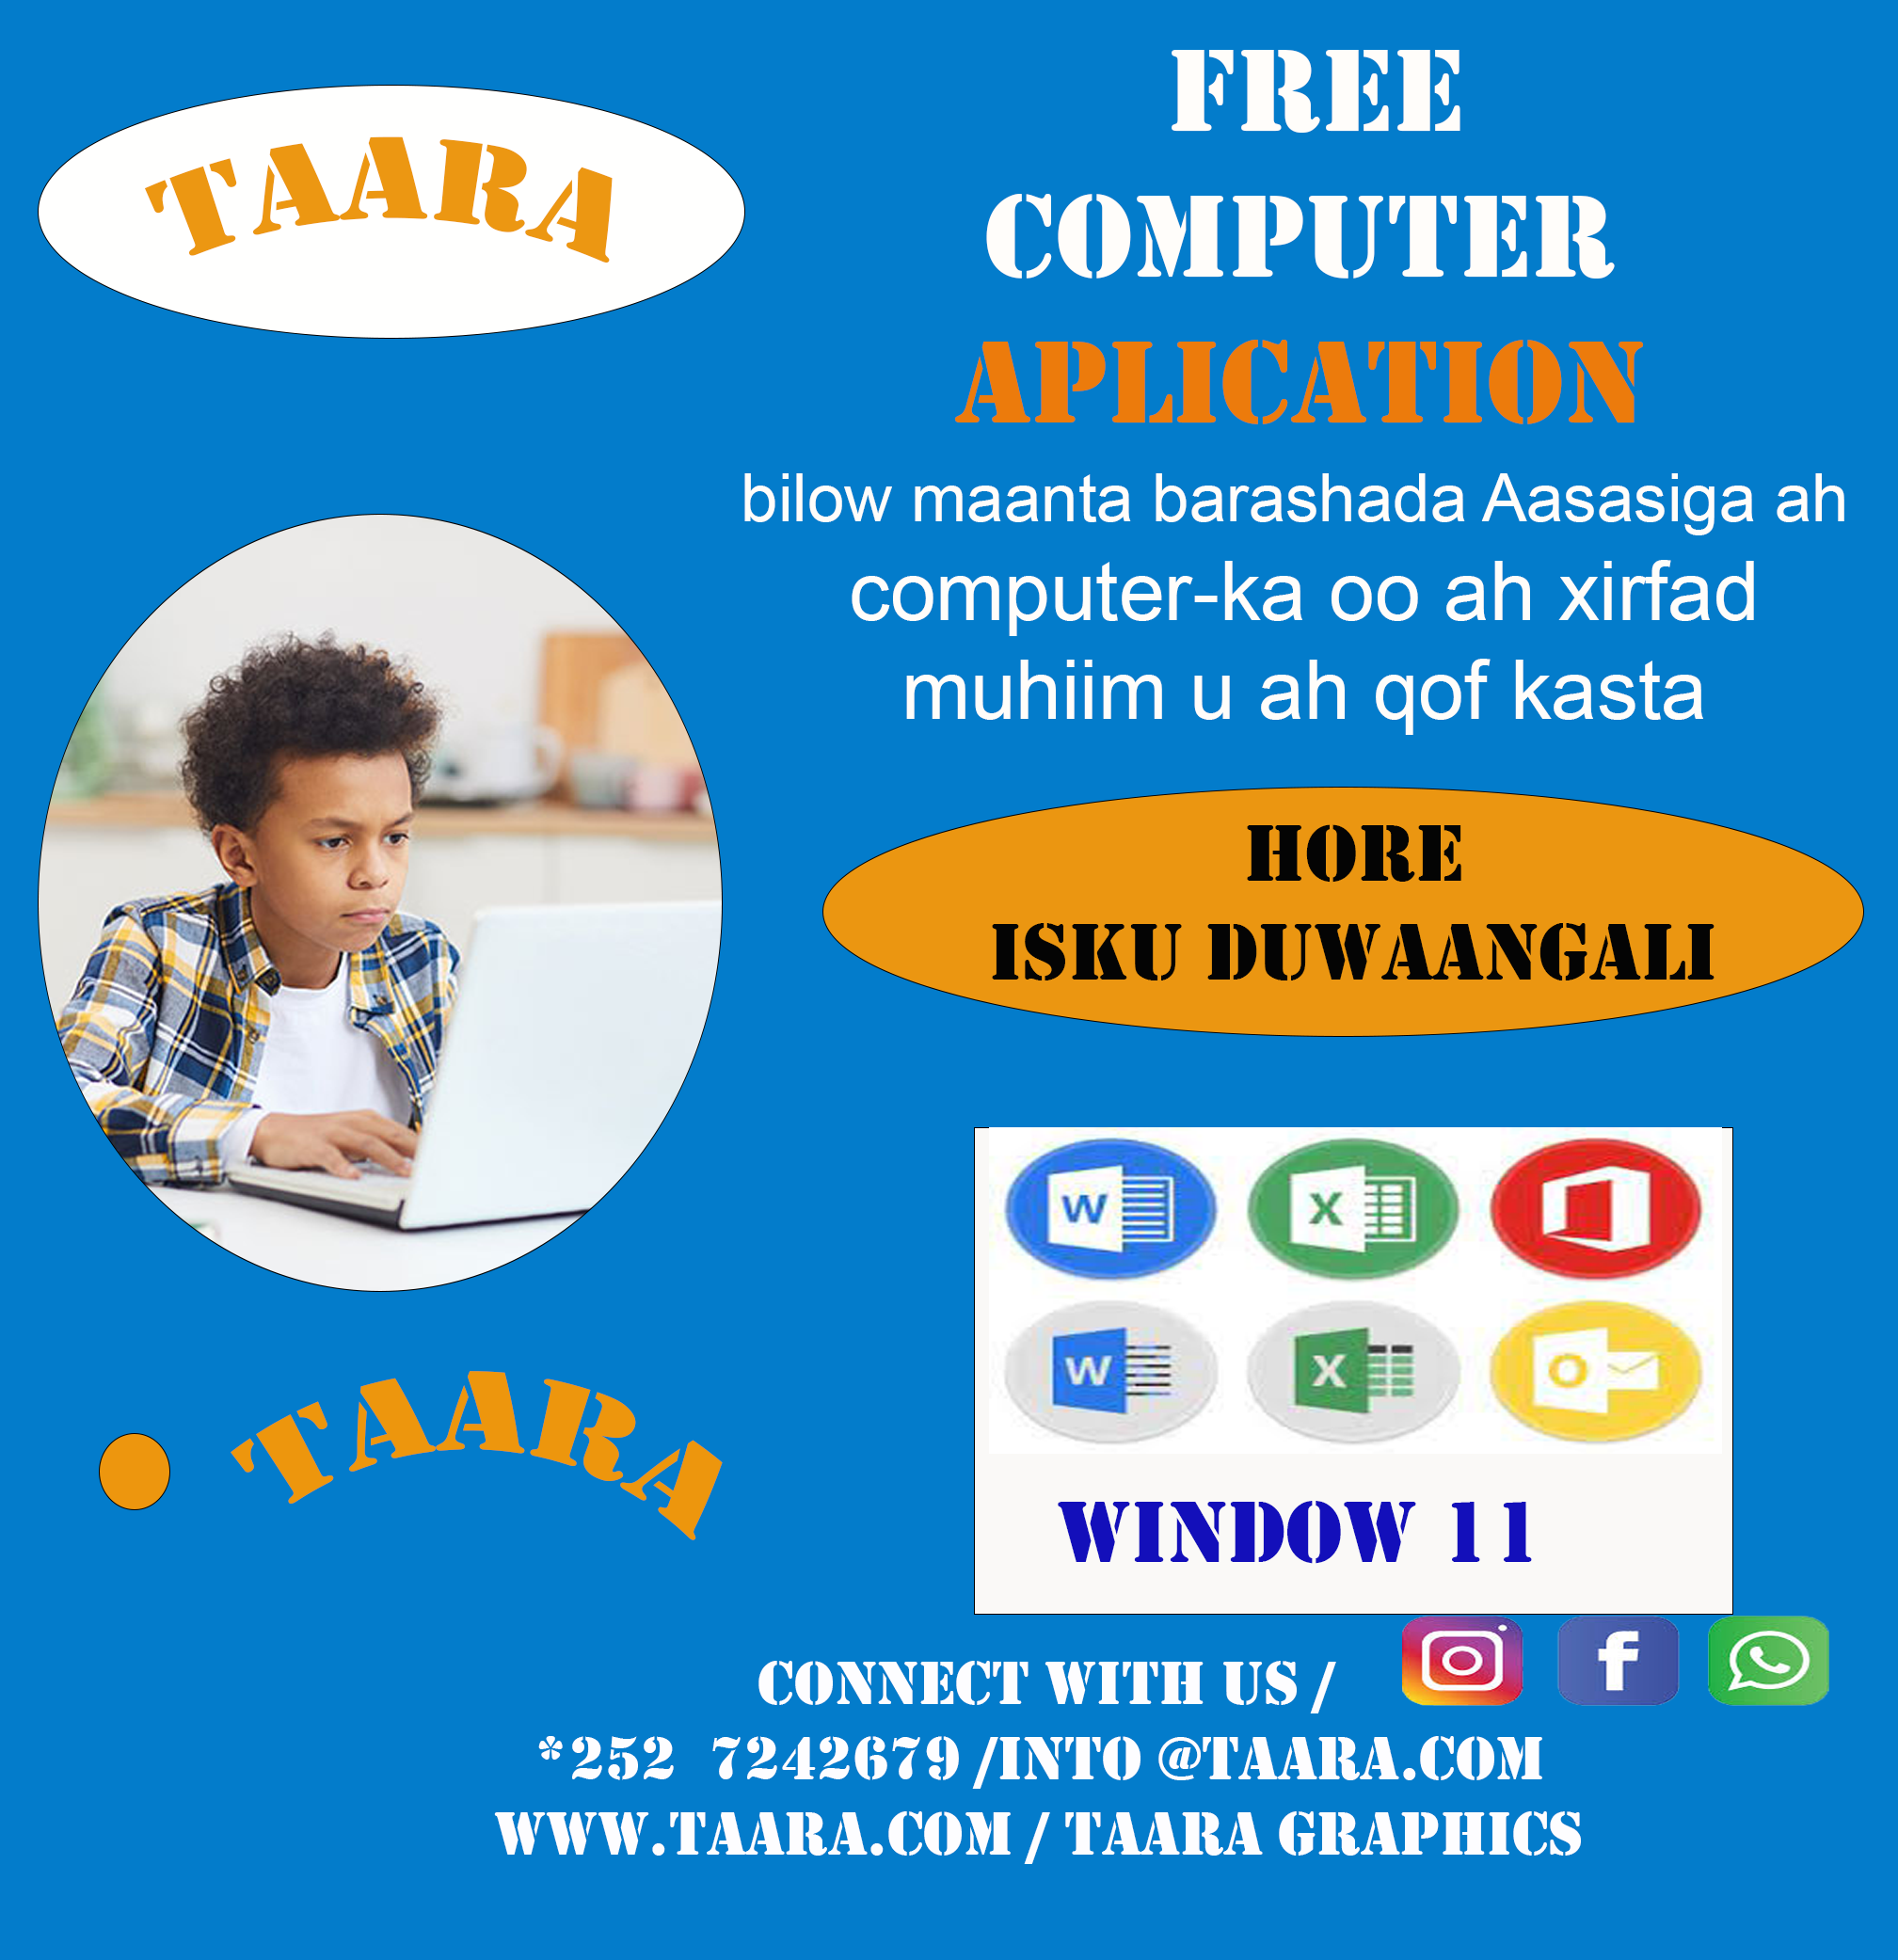 TAARA
FREE
COMPUTER
APLICATION
bilow maanta barashada Aasasiga ah
computer-ka oo ah xirfad
muhiim u ah qof kasta
HORE
ISKU DUWAANGALI
W X
W X O
WINDOW 11
TAARA
CONNECT WITH US /
*252 7242679 /INTO @TAARA.COM
WWW.TAARA.COM / TAARA GRAPHICS